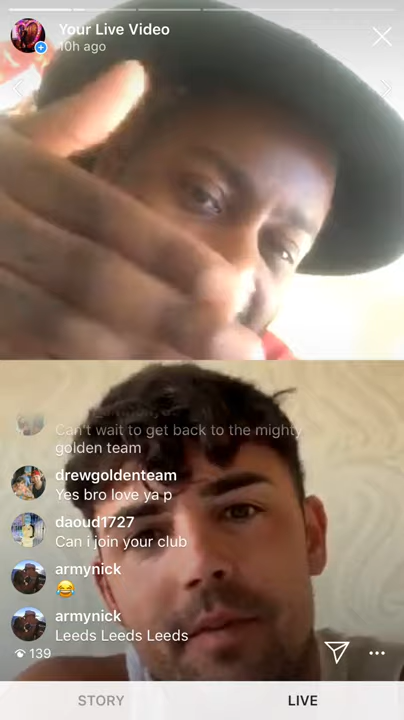 Your Live Video
10h ago
Can't wait to get back to the mighty
golden team
drewgoldenteam
Yes bro love ya p
daoud1727
Can i join your club
armynick
😂
armynick
Leeds Leeds Leeds
139
STORY
LIVE